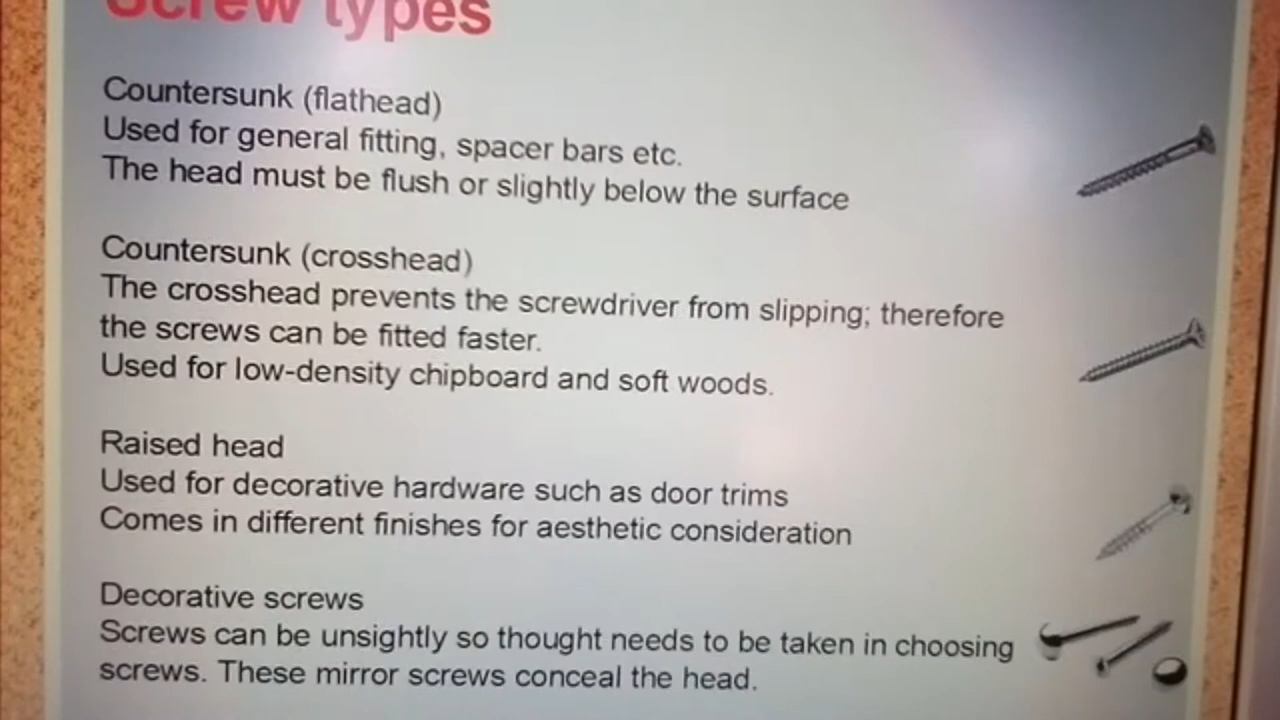 Screw types
Countersunk (flathead)
Used for general fitting, spacer bars etc.
The head must be flush or slightly below the surface
Countersunk (crosshead)
The crosshead prevents the screwdriver from slipping; therefore
the screws can be fitted faster.
Used for low-density chipboard and soft woods.
Raised head
Used for decorative hardware such as door trims
Comes in different finishes for aesthetic consideration
Decorative screws
Screws can be unsightly so thought needs to be taken in choosing
screws. These mirror screws conceal the head.